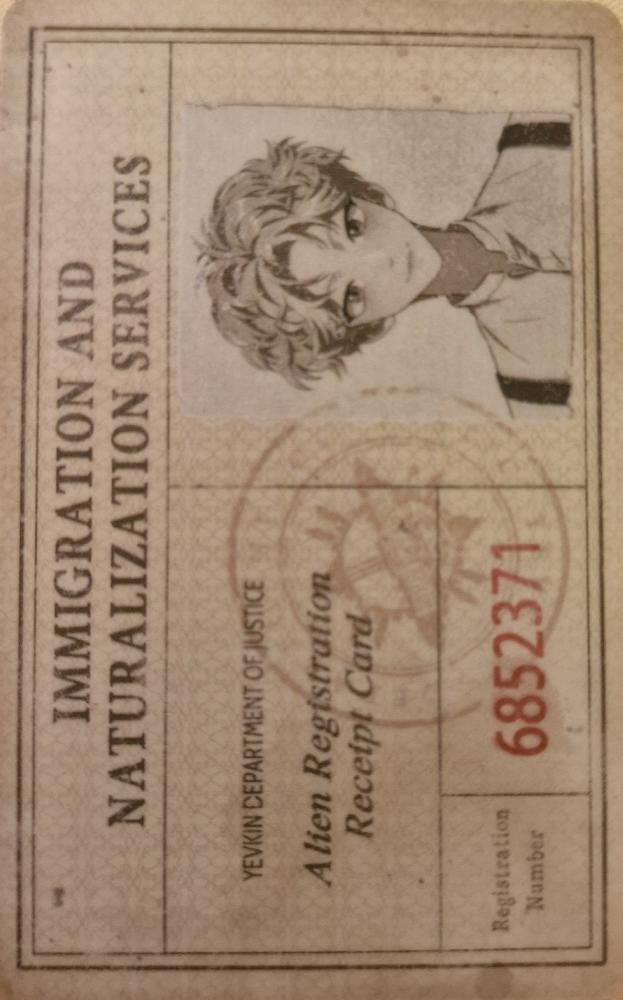 IMMIGRATION AND
NATURALIZATION SERVICES
YEVKIN DEPARTMENT OF JUSTICE
Alien Registration
Receipt Card
Registration
Number
6852371